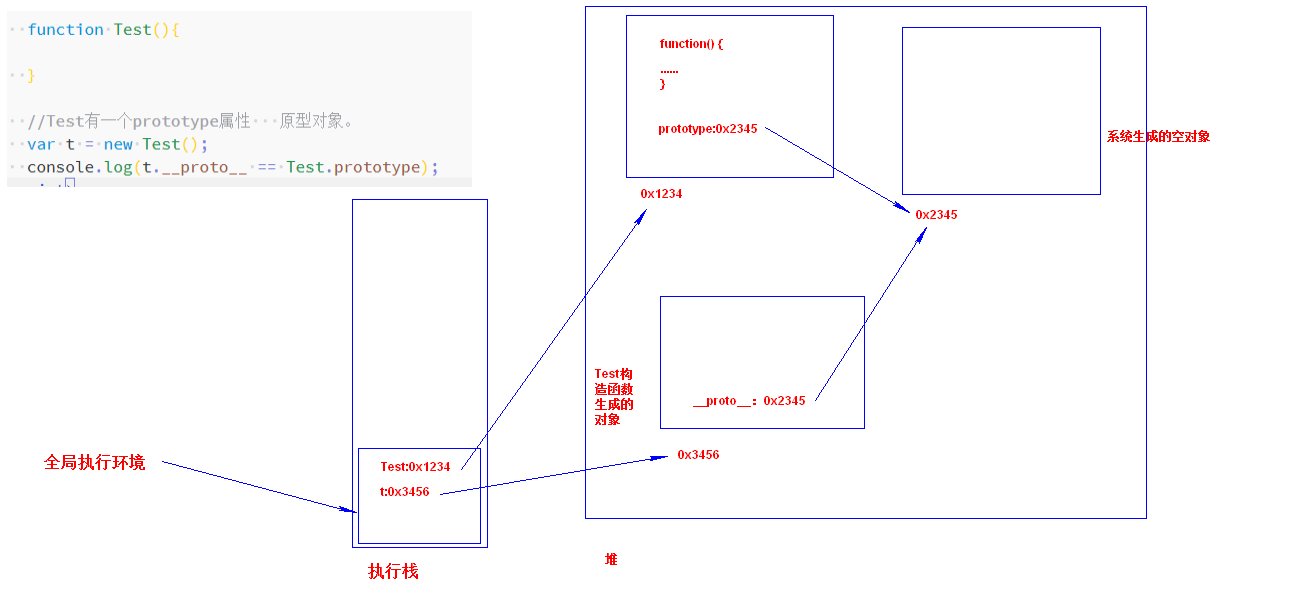 function Test(){
}
//Test有一个prototype属性 原型对象。
var t = new Test();
console.log(t.__proto__ == Test.prototype);
function() {
......
}
prototype:0x2345
系统生成的空对象
0x1234
0x2345
Test构
造函数
生成的
对象
__proto__：0x2345
0x3456
全局执行环境
Test:0x1234
t:0x3456
执行栈
堆